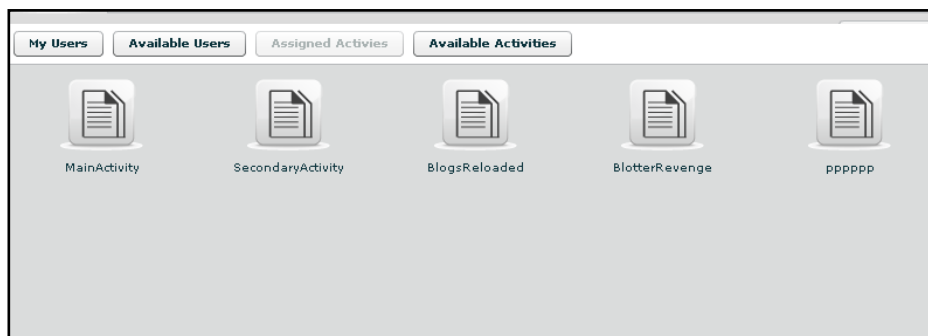 My Users Available Users Assigned Activies Available Activities
MainActivity SecondaryActivity BlogsReloaded BlotterRevenge pppppp